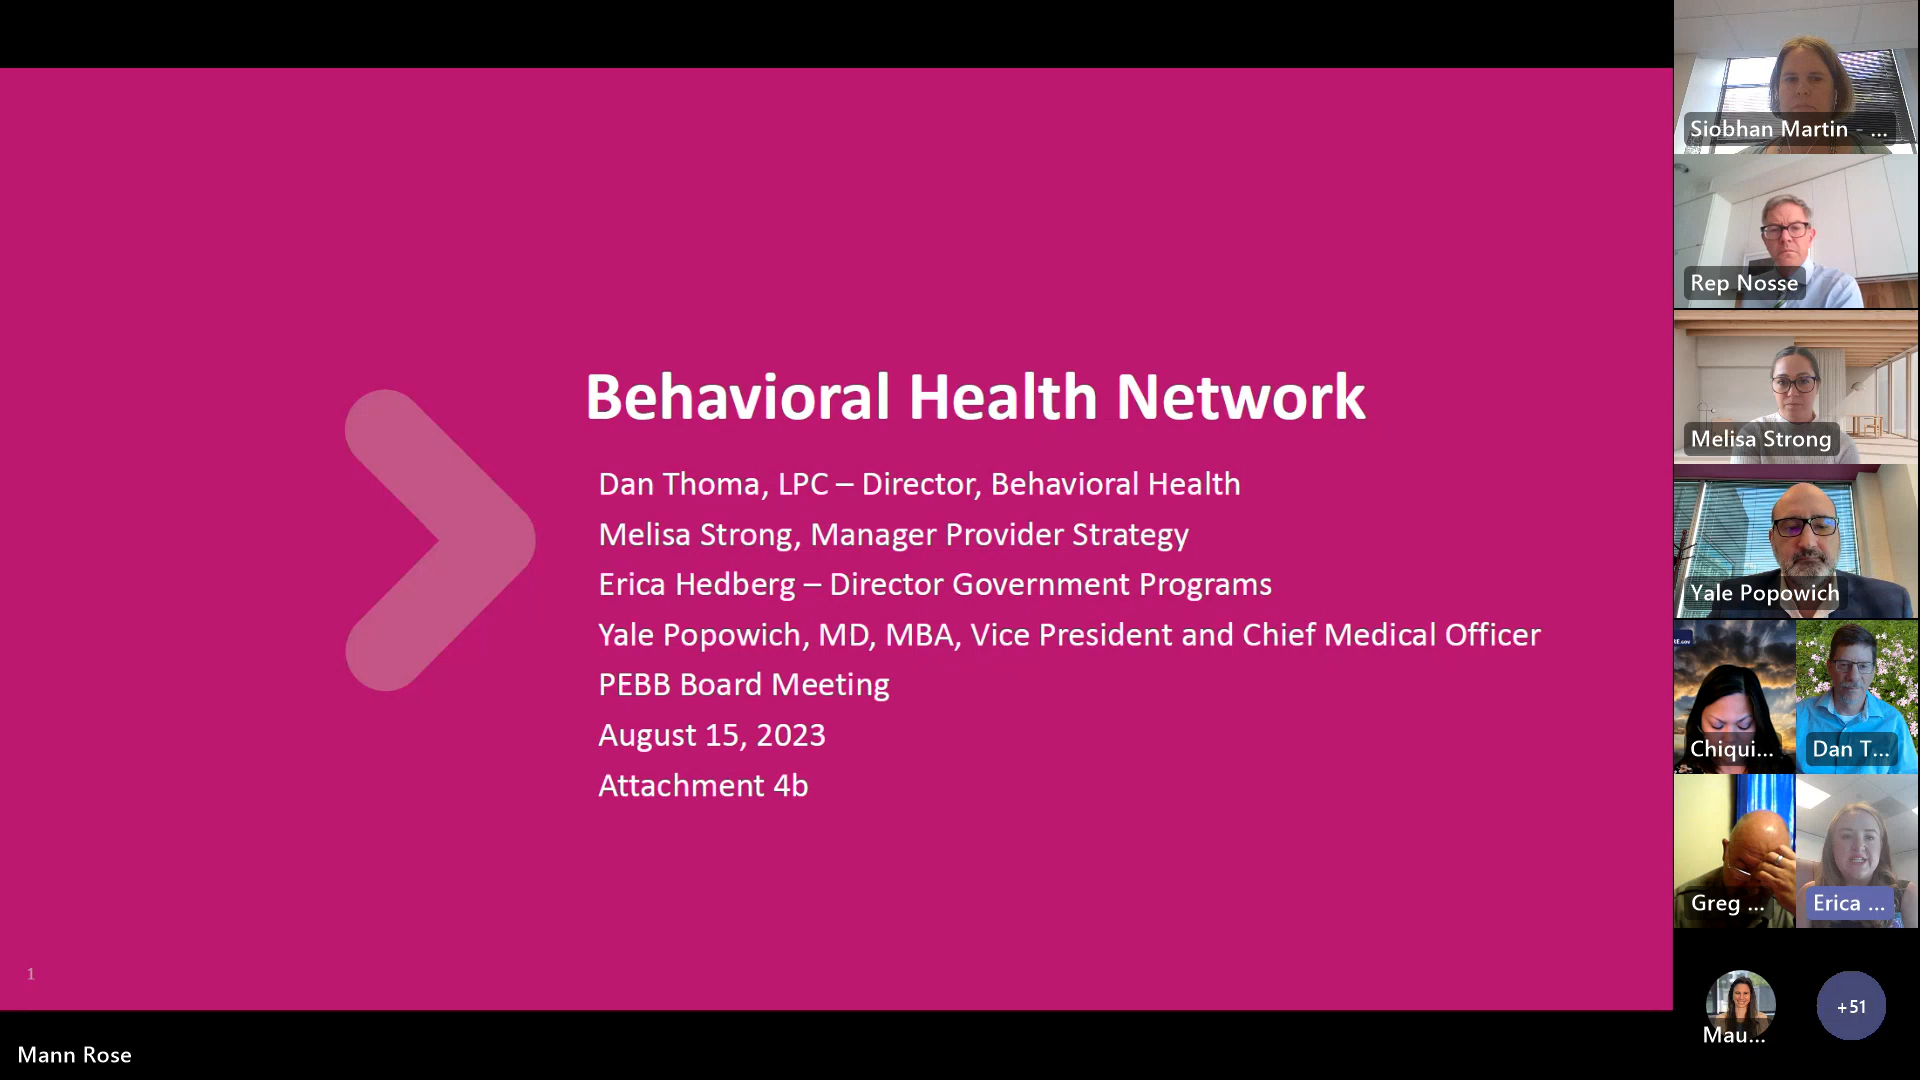 Behavioral Health Network
Dan Thoma, LPC – Director, Behavioral Health
Melisa Strong, Manager Provider Strategy
Erica Hedberg – Director Government Programs
Yale Popowich, MD, MBA, Vice President and Chief Medical Officer
PEBB Board Meeting
August 15, 2023
Attachment 4b
1
Mann Rose
Siobhan Martin - ...
Rep Nosse
Melisa Strong
Yale Popowich
Chiqui...
Dan T...
Greg ...
Erica ...
Mau...
+51